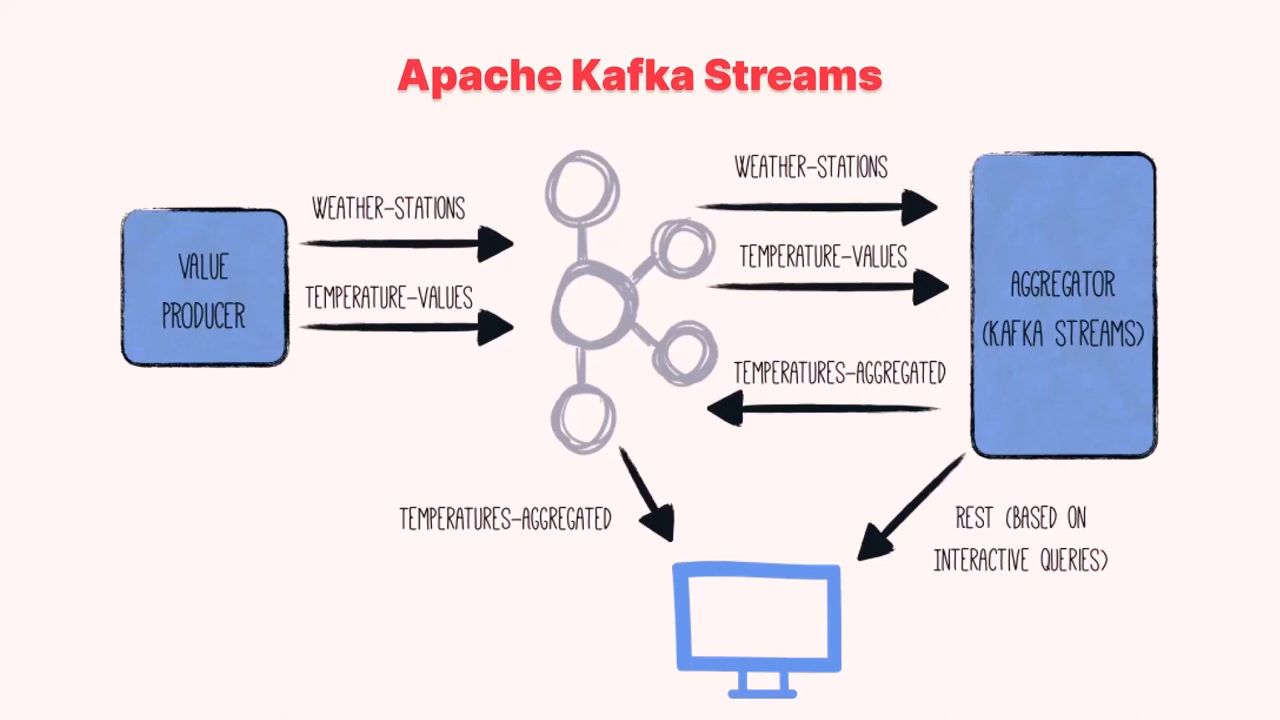 Apache Kafka Streams
WEATHER-STATIONS
TEMPERATURE-VALUES
VALUE
PRODUCER
WEATHER-STATIONS
TEMPERATURE-VALUES
TEMPERATURES-AGGREGATED
AGGREGATOR
(KAFKA STREAMS)
TEMPERATURES-AGGREGATED
REST (BASED ON
INTERACTIVE QUERIES)